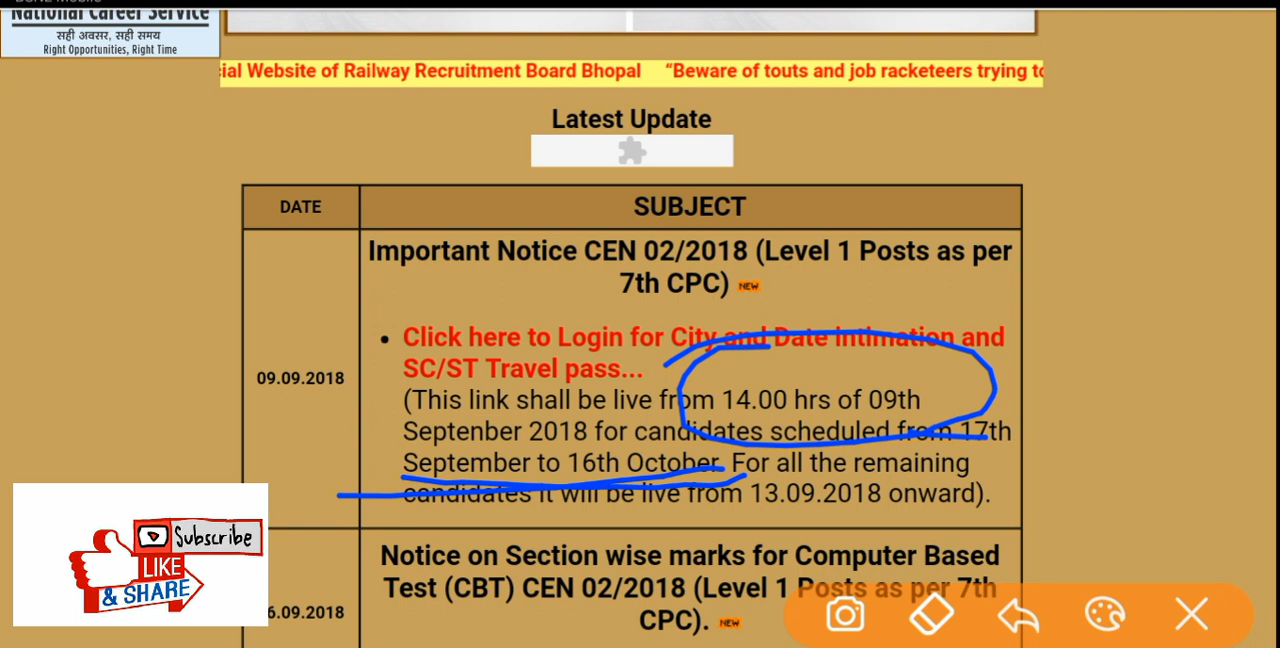 National Career Service
सही अवसर, सही समय
Right Opportunities, Right Time
ial Website of Railway Recruitment Board Bhopal “Beware of touts and job racketeers trying to
Latest Update
DATE SUBJECT
Important Notice CEN 02/2018 (Level 1 Posts as per
7th CPC) NEW
09.09.2018
• Click here to Login for City and Date intimation and
SC/ST Travel pass...
(This link shall be live from 14.00 hrs of 09th
Septenber 2018 for candidates scheduled from 17th
September to 16th October. For all the remaining
candidates it will be live from 13.09.2018 onward).
Notice on Section wise marks for Computer Based
Test (CBT) CEN 02/2018 (Level 1 Posts as per 7th
CPC). NEW
6.09.2018
Subscribe
LIKE
& SHARE